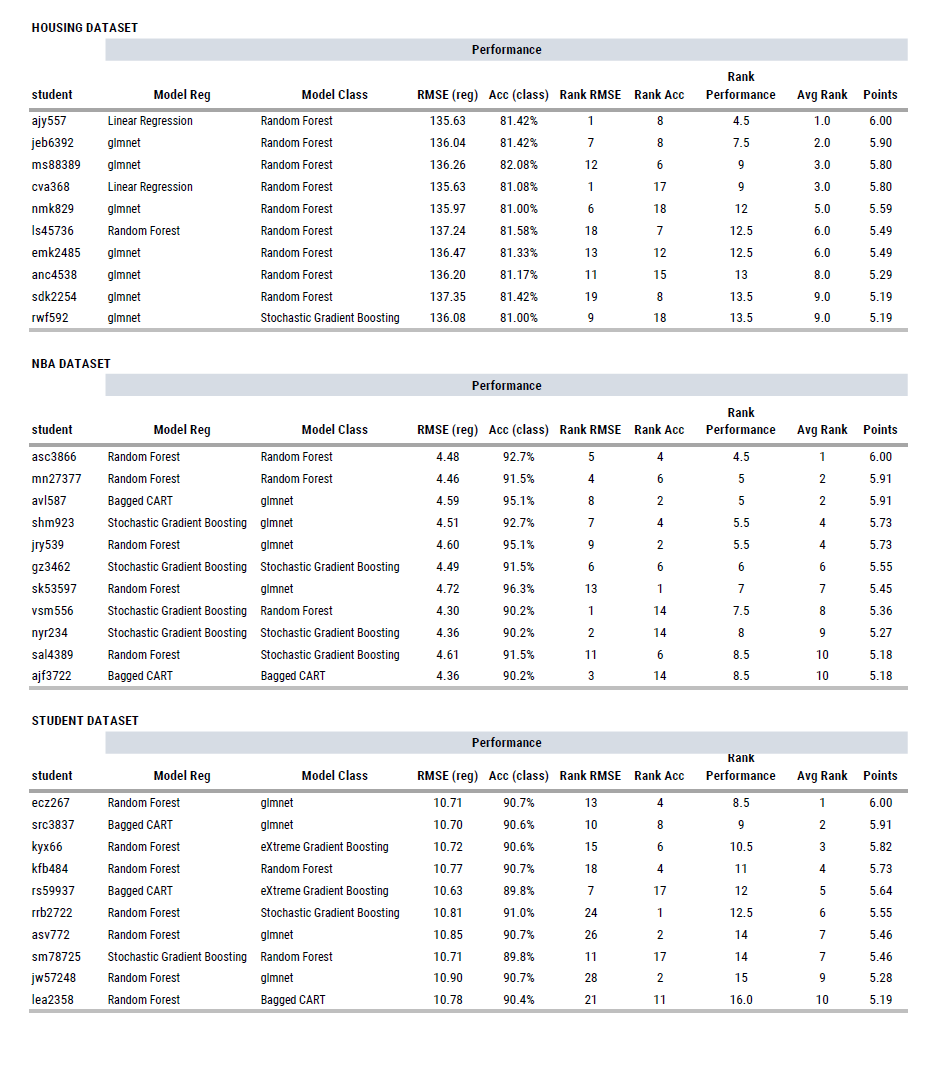 HOUSING DATASET
Performance
Rank
student Model Reg Model Class RMSE (reg) Acc (class) Rank RMSE Rank Acc Performance Avg Rank Points
ajy557 Linear Regression Random Forest 135.63 81.42% 1 8 4.5 1.0 6.00
jeb6392 glmnet Random Forest 136.04 81.42% 7 8 7.5 2.0 5.90
ms88389 glmnet Random Forest 136.26 82.08% 12 6 9 3.0 5.80
cva368 Linear Regression Random Forest 135.63 81.08% 1 17 9 3.0 5.80
nmk829 glmnet Random Forest 135.97 81.00% 6 18 12 5.0 5.59
ls45736 Random Forest Random Forest 137.24 81.58% 18 7 12.5 6.0 5.49
emk2485 glmnet Random Forest 136.47 81.33% 13 12 12.5 6.0 5.49
anc4538 glmnet Random Forest 136.20 81.17% 11 15 13 8.0 5.29
sdk2254 glmnet Random Forest 137.35 81.42% 19 8 13.5 9.0 5.19
rwf592 glmnet Stochastic Gradient Boosting 136.08 81.00% 9 18 13.5 9.0 5.19
NBA DATASET
Performance
Rank
student Model Reg Model Class RMSE (reg) Acc (class) Rank RMSE Rank Acc Performance Avg Rank Points
asc3866 Random Forest Random Forest 4.48 92.7% 5 4 4.5 1 6.00
mn27377 Random Forest Random Forest 4.46 91.5% 4 6 5 2 5.91
avl587 Bagged CART glmnet 4.59 95.1% 8 2 5 2 5.91
shm923 Stochastic Gradient Boosting glmnet 4.51 92.7% 7 4 5.5 4 5.73
jry539 Random Forest glmnet 4.60 95.1% 9 2 5.5 4 5.73
gz3462 Stochastic Gradient Boosting Stochastic Gradient Boosting 4.49 91.5% 6 6 6 6 5.55
sk53597 Random Forest glmnet 4.72 96.3% 13 1 7 7 5.45
vsm556 Stochastic Gradient Boosting Random Forest 4.30 90.2% 1 14 7.5 8 5.36
nyr234 Stochastic Gradient Boosting Stochastic Gradient Boosting 4.36 90.2% 2 14 8 9 5.27
sal4389 Random Forest Stochastic Gradient Boosting 4.61 91.5% 11 6 8.5 10 5.18
ajf3722 Bagged CART Bagged CART 4.36 90.2% 3 14 8.5 10 5.18
STUDENT DATASET
Performance
Rank
student Model Reg Model Class RMSE (reg) Acc (class) Rank RMSE Rank Acc Performance Avg Rank Points
ecz267 Random Forest glmnet 10.71 90.7% 13 4 8.5 1 6.00
src3837 Bagged CART glmnet 10.70 90.6% 10 8 9 2 5.91
kyx66 Random Forest eXtreme Gradient Boosting 10.72 90.6% 15 6 10.5 3 5.82
kfb484 Random Forest Random Forest 10.77 90.7% 18 4 11 4 5.73
rs59937 Bagged CART eXtreme Gradient Boosting 10.63 89.8% 7 17 12 5 5.64
rrb2722 Random Forest Stochastic Gradient Boosting 10.81 91.0% 24 1 12.5 6 5.55
asv772 Random Forest glmnet 10.85 90.7% 26 2 14 7 5.46
sm78725 Stochastic Gradient Boosting Random Forest 10.71 89.8% 11 17 14 7 5.46
jw57248 Random Forest glmnet 10.90 90.7% 28 2 15 9 5.28
lea2358 Random Forest Bagged CART 10.78 90.4% 21 11 16.0 10 5.19